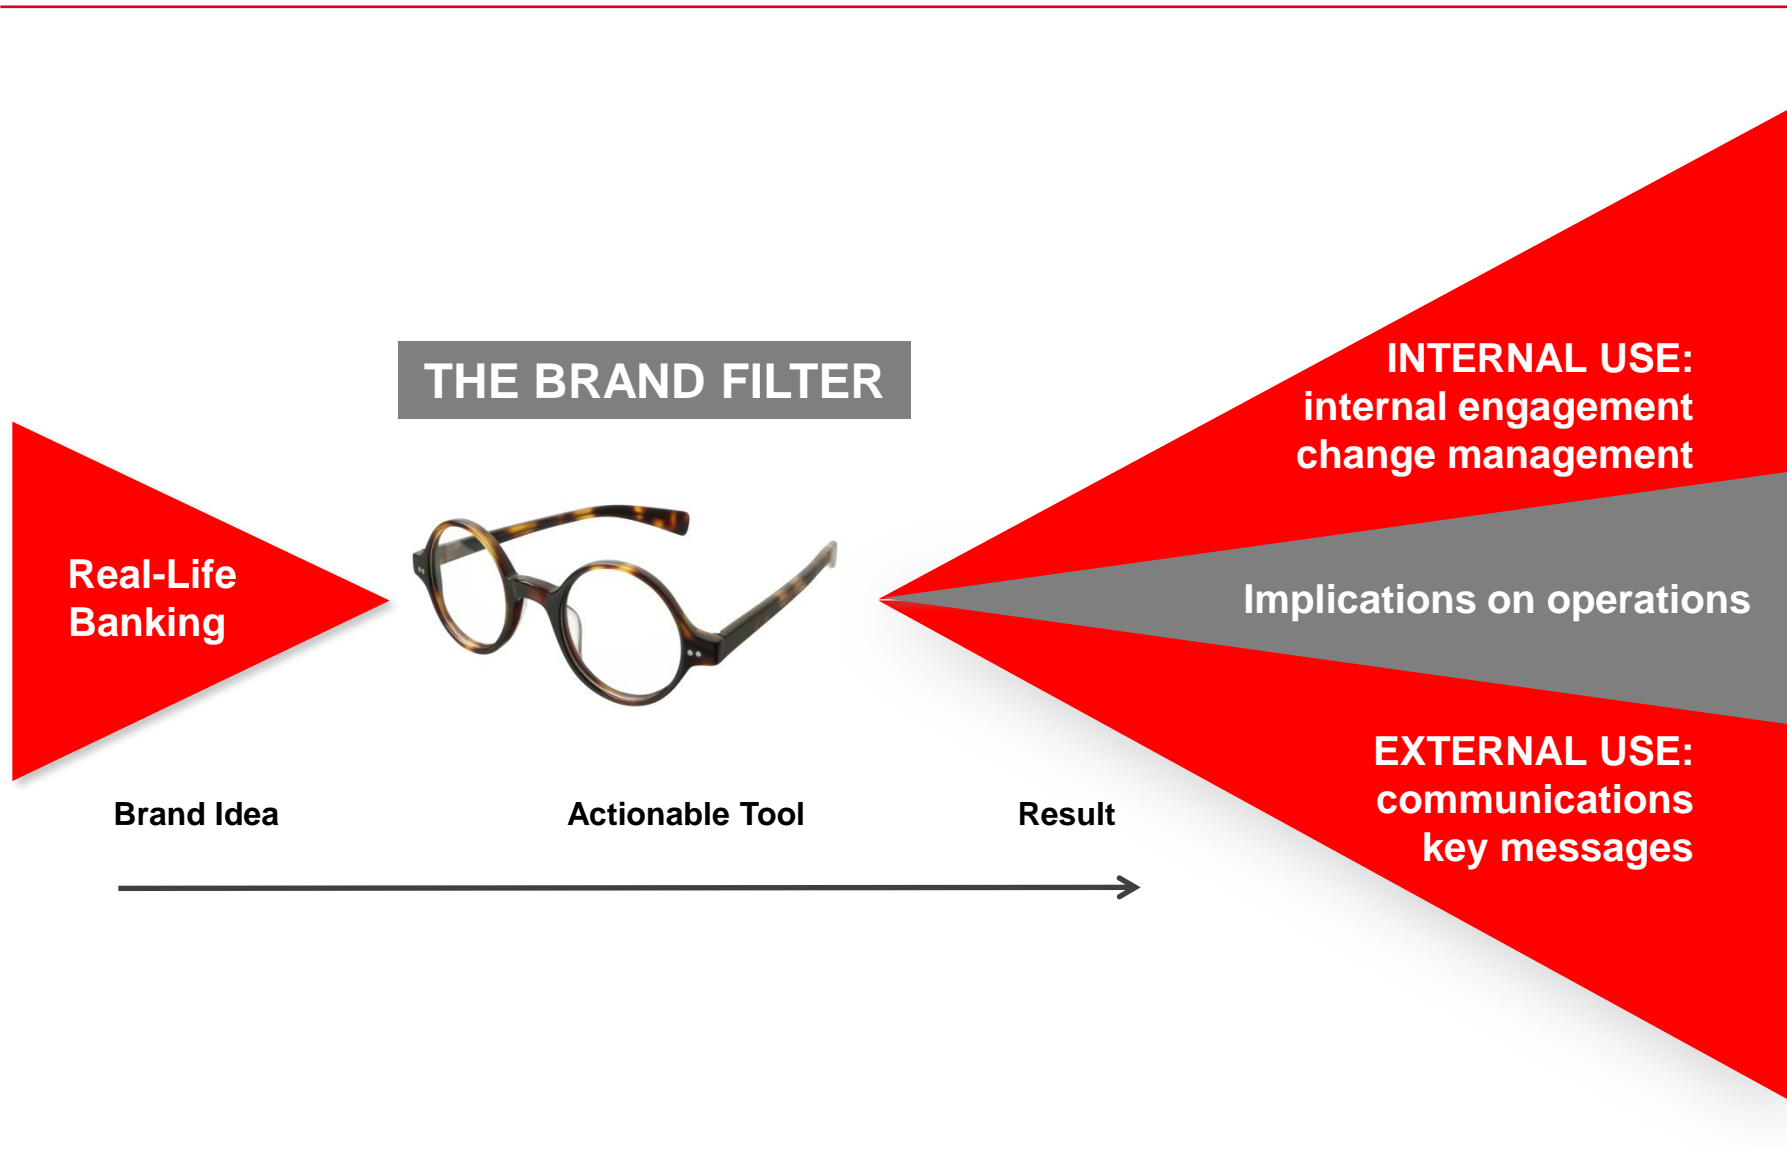 THE BRAND FILTER
Real-Life
Banking
INTERNAL USE:
internal engagement
change management
Implications on operations
EXTERNAL USE:
communications
key messages
Brand Idea
Actionable Tool
Result